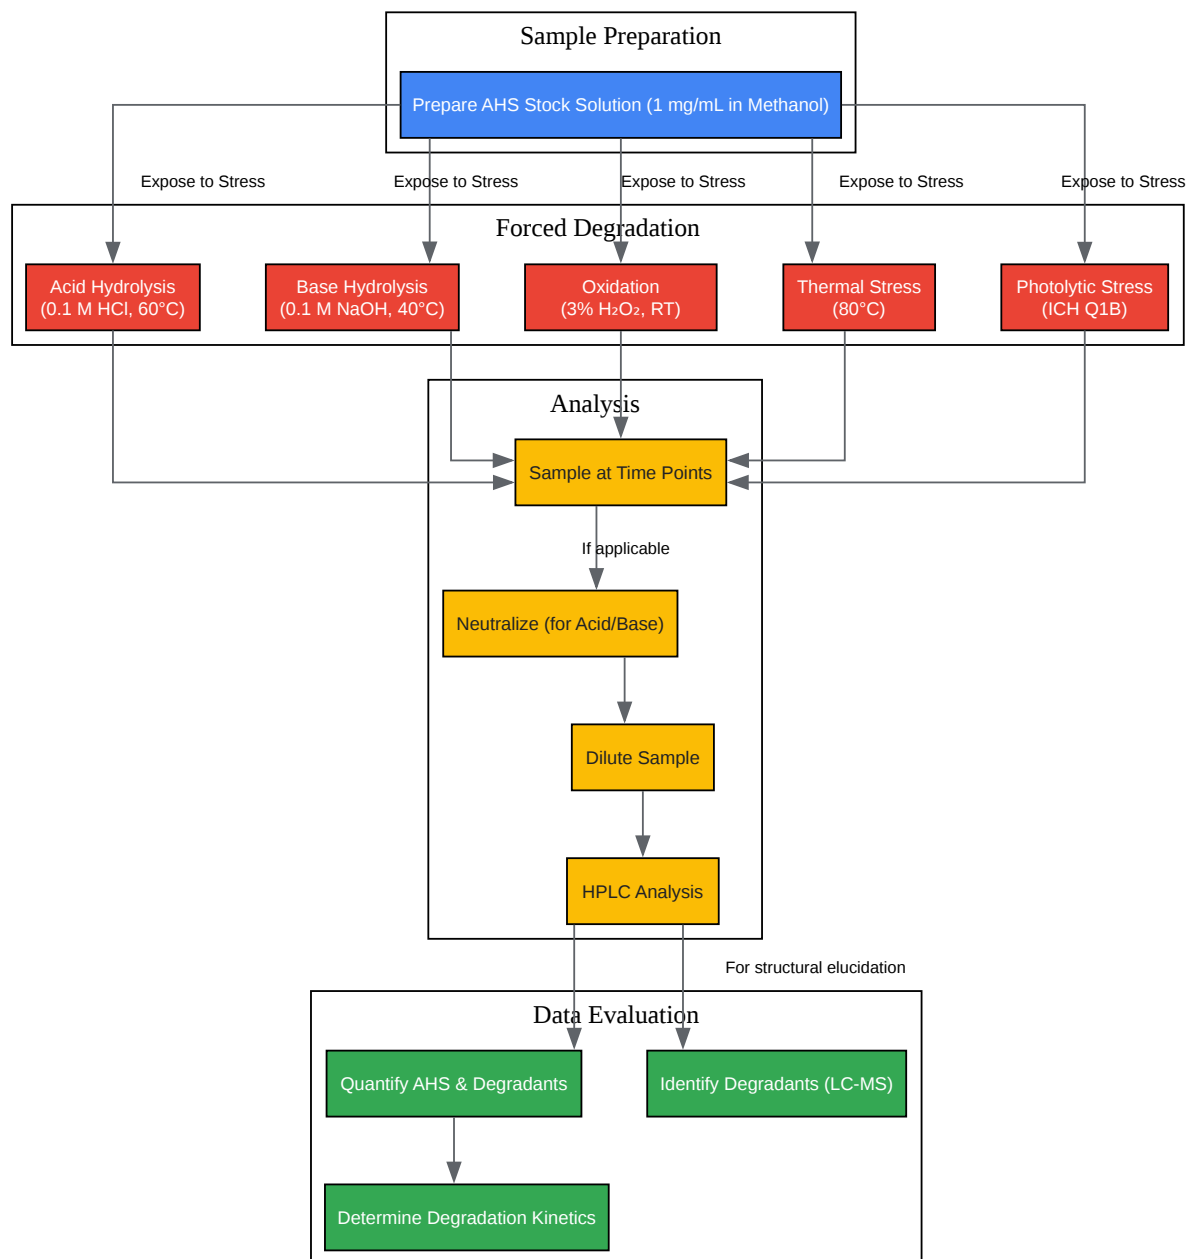 Sample Preparation
Prepare AHS Stock Solution (1 mg/mL in Methanol)
Expose to Stress
Expose to Stress
Expose to Stress
Expose to Stress
Expose to Stress
Forced Degradation
Acid Hydrolysis
(0.1 M HCl, 60°C)
Base Hydrolysis
(0.1 M NaOH, 40°C)
Oxidation
(3% H₂O₂, RT)
Thermal Stress
(80°C)
Photolytic Stress
(ICH Q1B)
Analysis
Sample at Time Points
If applicable
Neutralize (for Acid/Base)
Dilute Sample
HPLC Analysis
For structural elucidation
Data Evaluation
Quantify AHS & Degradants
Identify Degradants (LC-MS)
Determine Degradation Kinetics